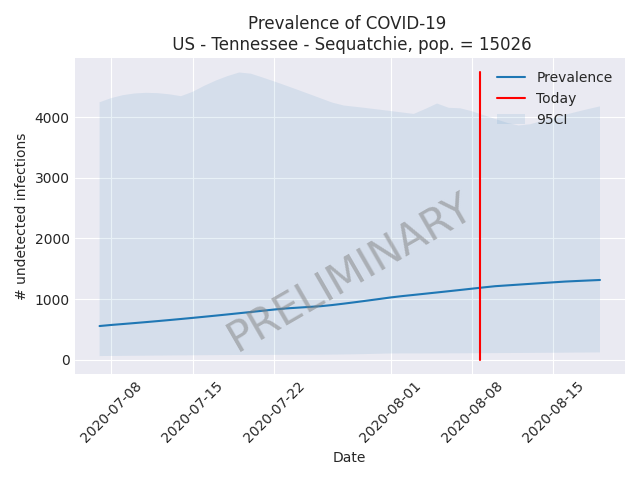 Prevalence of COVID-19
US - Tennessee - Sequatchie, pop. = 15026
Prevalence
Today
95CI
# undetected infections
4000
3000
2000
1000
0
PRELIMINARY
2020-07-08
2020-07-15
2020-07-22
2020-08-01
2020-08-08
2020-08-15
Date